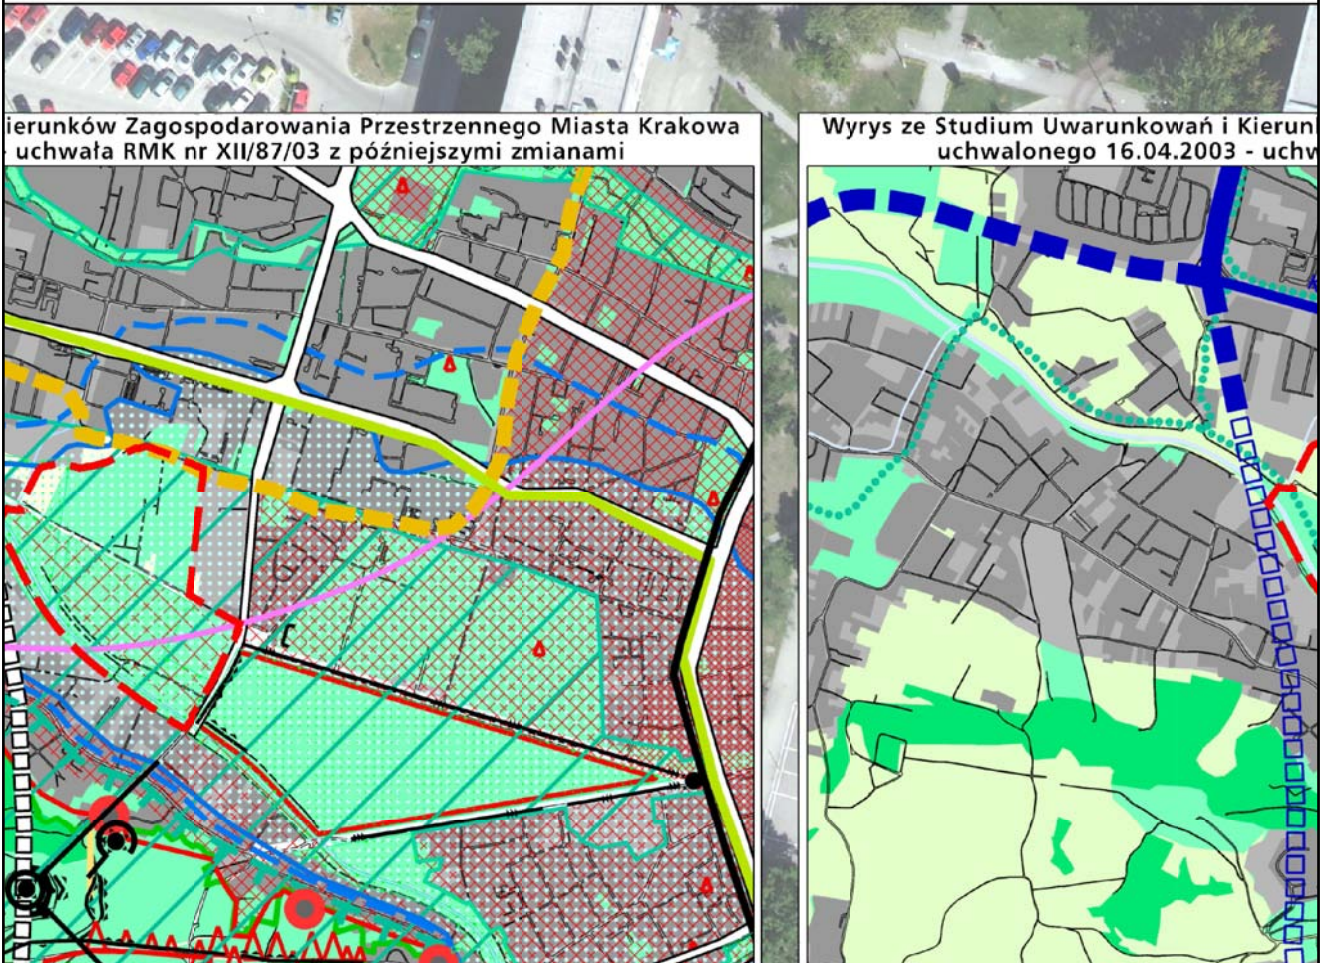 ierunków Zagospodarowania Przestrzennego Miasta Krakowa
- uchwała RMK nr XII/87/03 z późniejszymi zmianami
Wyrys ze Studium Uwarunkowań i Kierun
uchwalonego 16.04.2003 - uchw